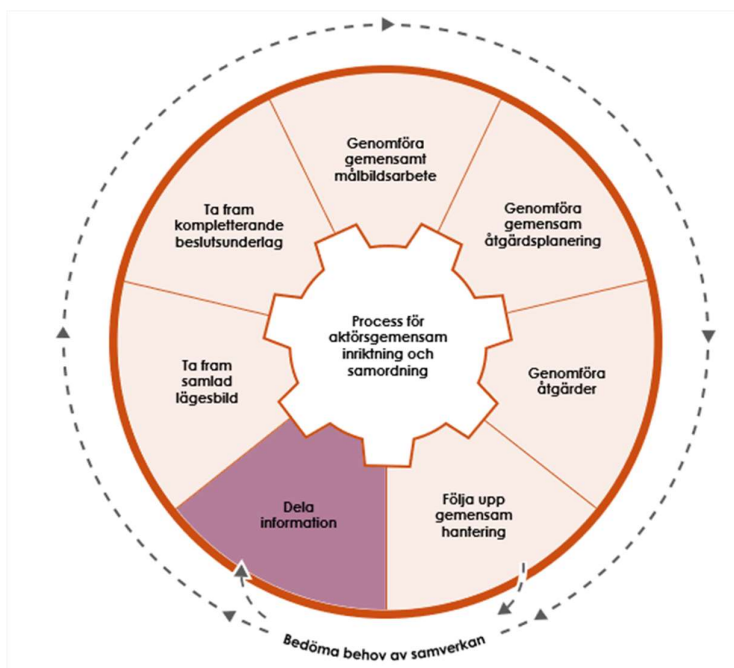 Genomföra
gemensamt
målbildsarbete
Ta fram
kompletterande
beslutsunderlag
Genomföra
gemensam
åtgärdsplanering
Process för
aktörsgemensam
inriktning och
samordning
Ta fram
samlad
lägesbild
Genomföra
åtgärder
Dela
information
Följa upp
gemensam
hantering
Bedöma behov av samverkan